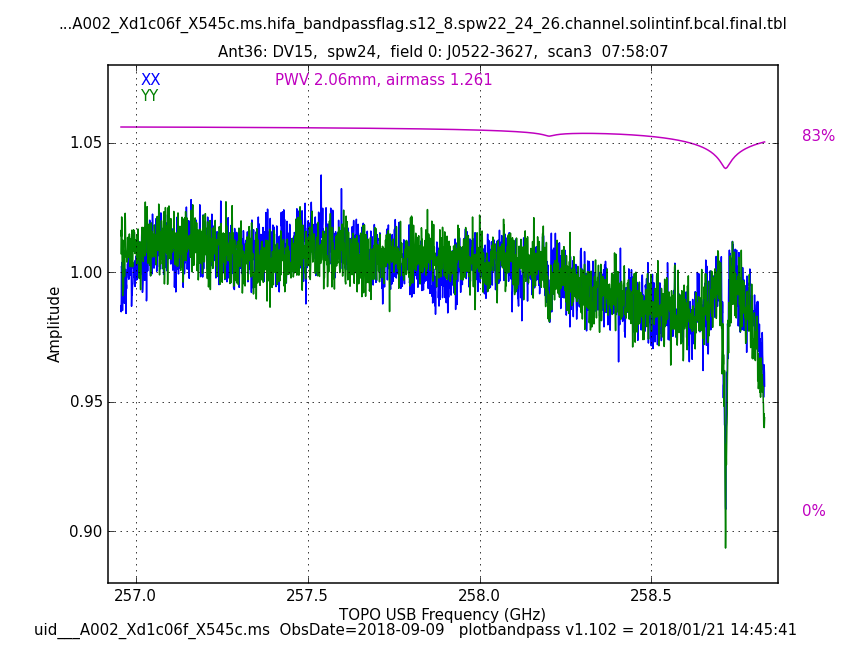 ...A002_Xd1c06f_X545c.ms.hifa_bandpassflag.s12_8.spw22_24_26.channel.solintinf.bcal.final.tbl
Ant36: DV15,  spw24,  field 0: J0522-3627,  scan3  07:58:07
XX
PWV 2.06mm, airmass 1.261
YY
83%
1.05
1.00
Amplitude
0.95
0%
0.90
257.0
257.5
258.0
258.5
TOPO USB Frequency (GHz)
uid___A002_Xd1c06f_X545c.ms  ObsDate=2018-09-09   plotbandpass v1.102 = 2018/01/21 14:45:41